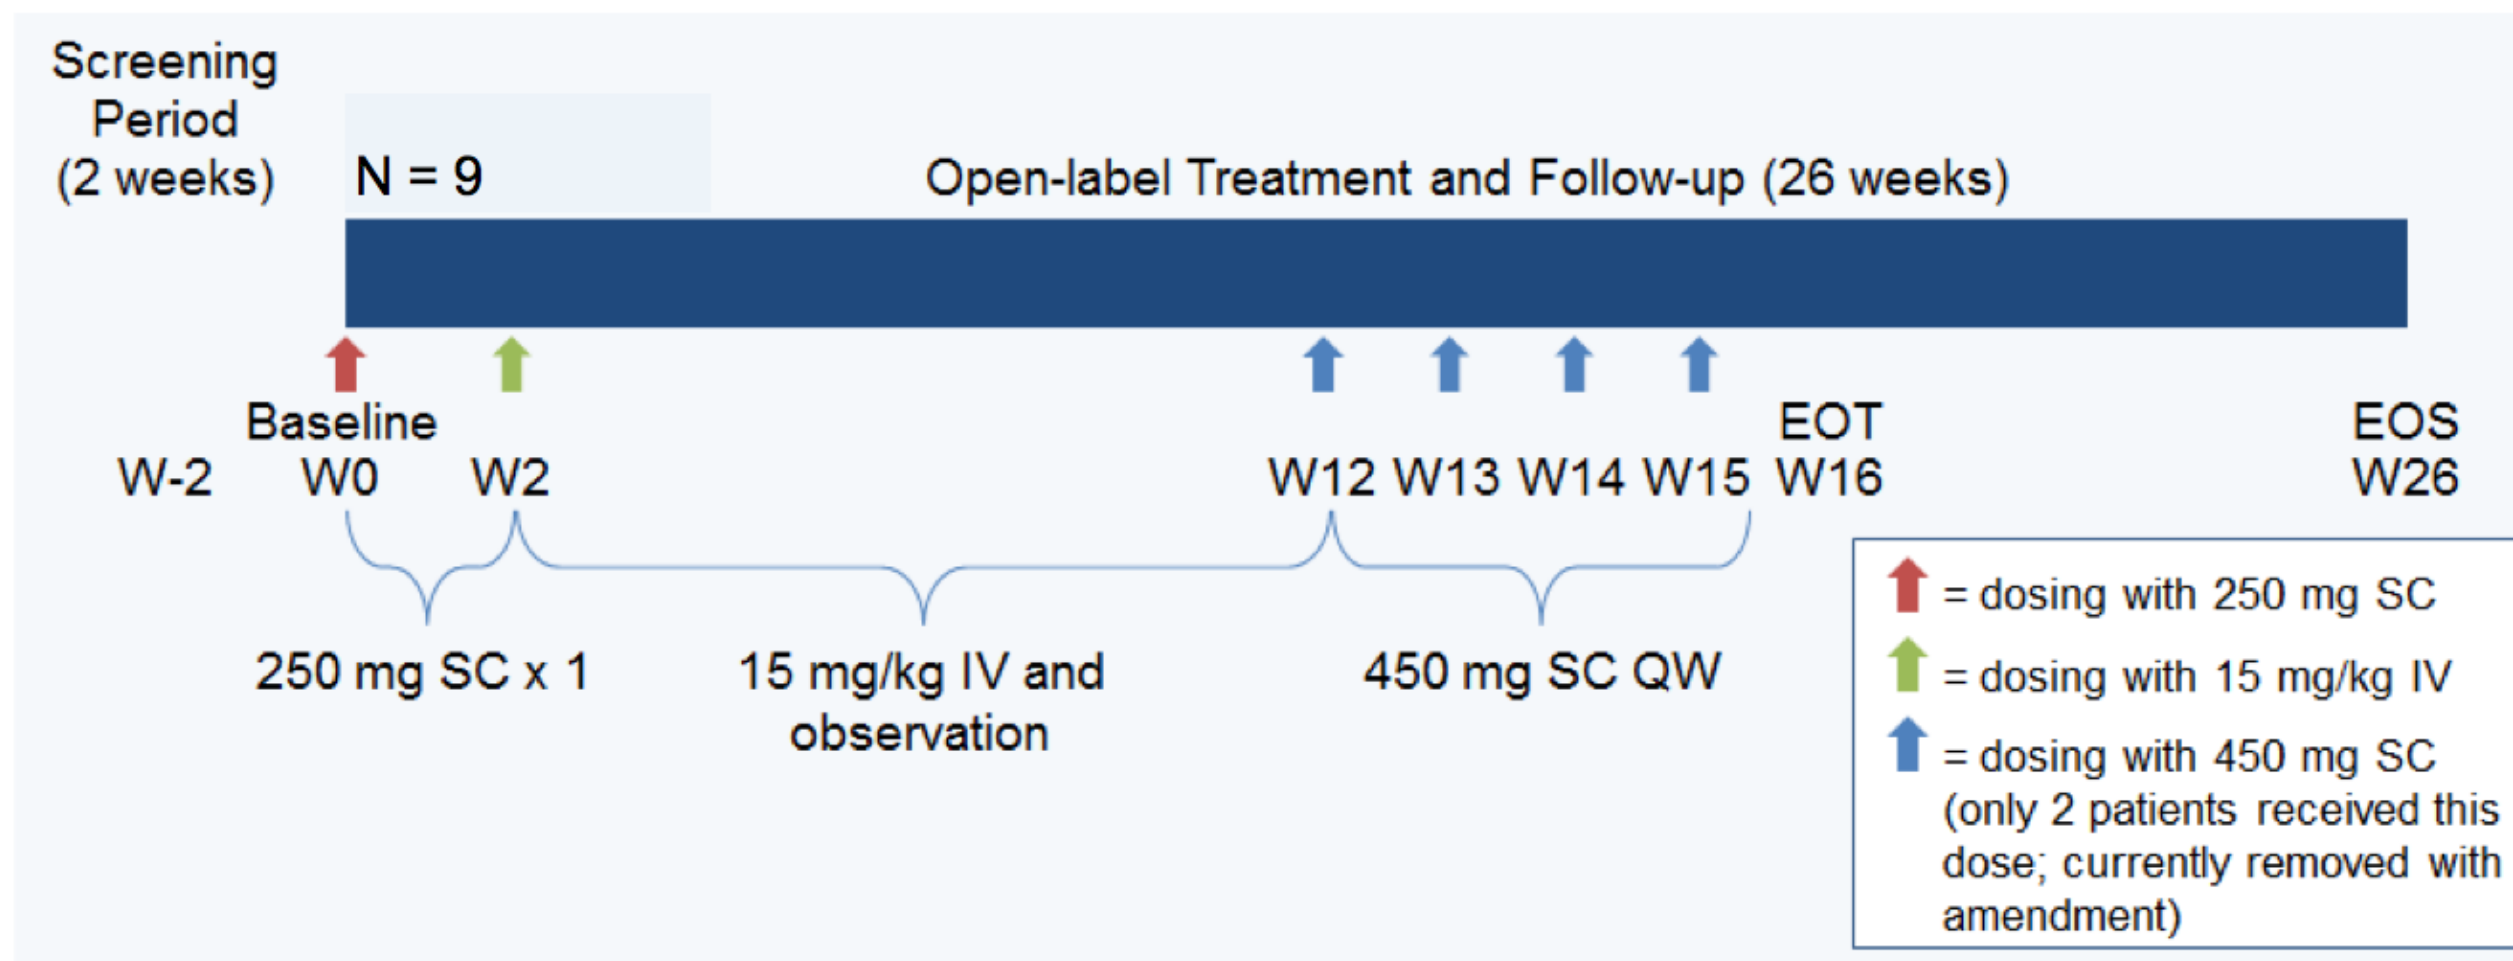 Screening
Period
(2 weeks)
N = 9
Open-label Treatment and Follow-up (26 weeks)
Baseline
EOT
EOS
W-2 W0 W2 W12 W13 W14 W15 W16 W26
250 mg SC x 1
15 mg/kg IV and
observation
450 mg SC QW
= dosing with 250 mg SC
= dosing with 15 mg/kg IV
= dosing with 450 mg SC
(only 2 patients received this
dose; currently removed with
amendment)